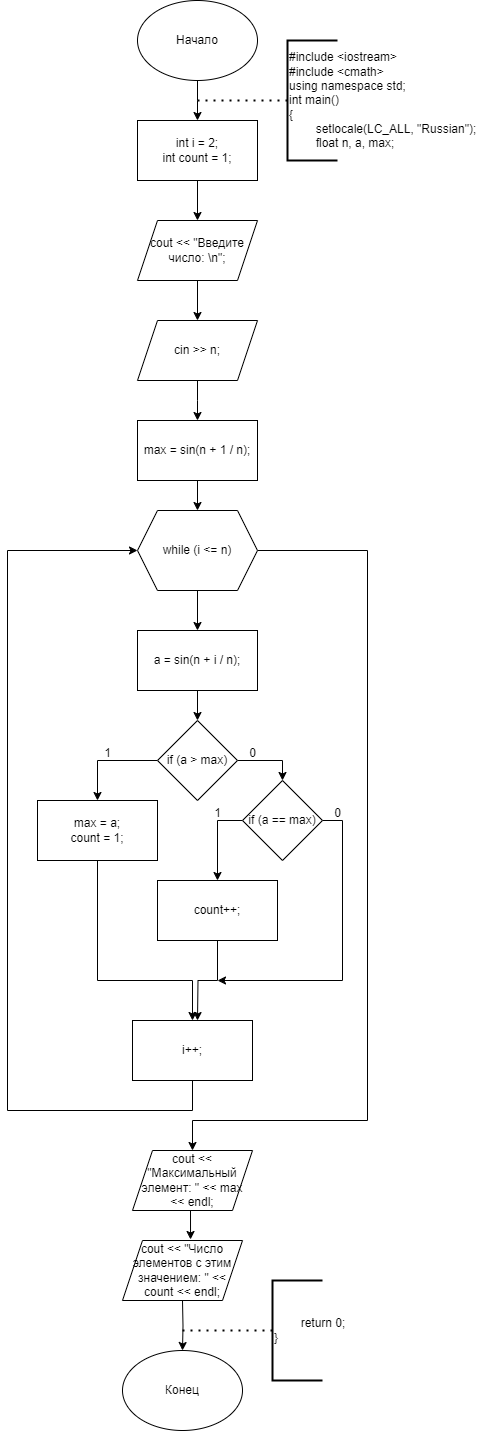 Начало
#include <iostream>
#include <cmath>
using namespace std;
int main()
{
setlocale(LC_ALL, "Russian");
float n, a, max;
int i = 2;
int count = 1;
cout << "Введите
число: \n";
cin >> n;
max = sin(n + 1 / n);
while (i <= n)
a = sin(n + i / n);
if (a > max)
1
0
max = a;
count = 1;
if (a == max)
1
0
count++;
i++;
cout <<
"Максимальный
элемент: " << max
<< endl;
cout << "Число
элементов с этим
значением: " <<
count << endl;
return 0;
}
Конец